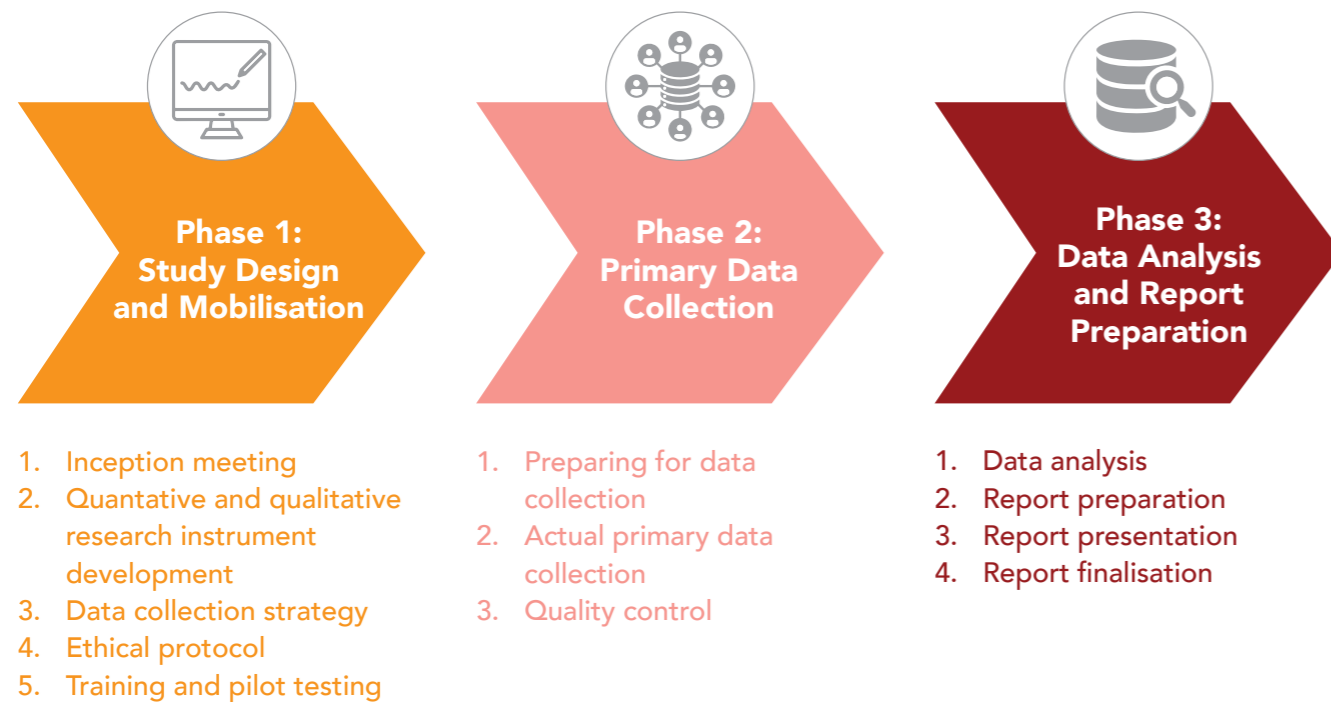 Phase 1:
Study Design
and Mobilisation
1. Inception meeting
2. Quantative and qualitative
research instrument
development
3. Data collection strategy
4. Ethical protocol
5. Training and pilot testing
Phase 2:
Primary Data
Collection
1. Preparing for data
collection
2. Actual primary data
collection
3. Quality control
Phase 3:
Data Analysis
and Report
Preparation
1. Data analysis
2. Report preparation
3. Report presentation
4. Report finalisation